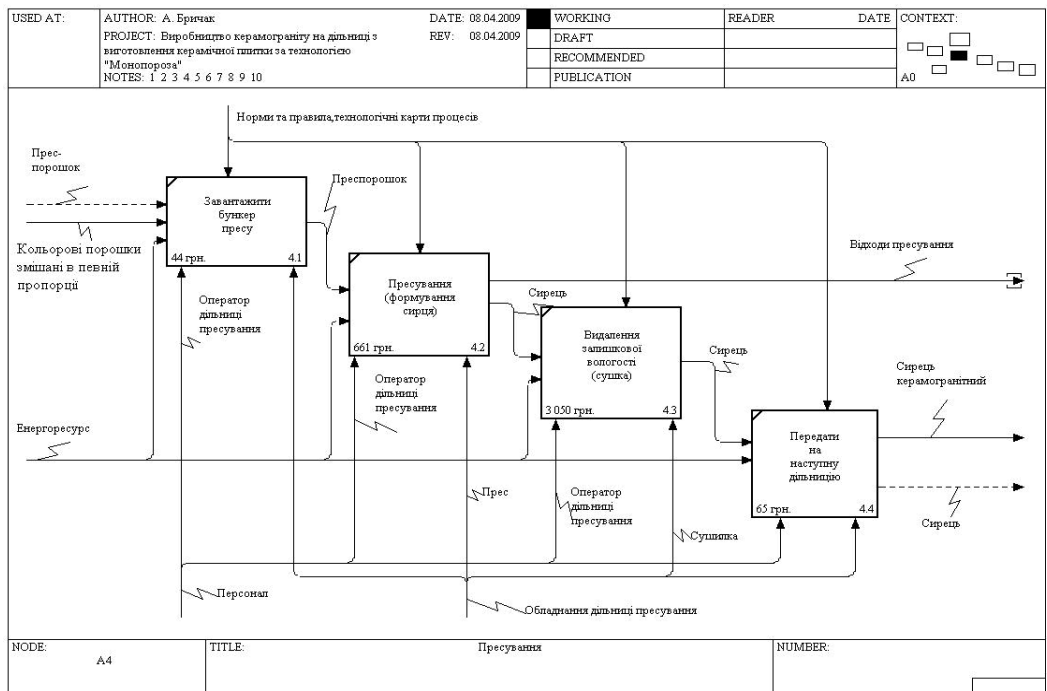 USED AT:
AUTHOR: А. Бричак
DATE: 08.04.2009
PROJECT: Виробництво керамограніту на дільниці з
виготовлення керамічної плитки за технологією
"Монопороза"
REV: 08.04.2009
NOTES: 1 2 3 4 5 6 7 8 9 10
WORKING
DRAFT
RECOMMENDED
PUBLICATION
READER
DATE
CONTEXT:
A0
Норми та правила,технологічні карти процесів
Прес-
порошок
Кольорові порошки
змішані в певній
пропорції
Завантажити
бункер
пресу
44 грн.
4.1
Преспорошок
Відходи пресування
Пресування
(формування
сирця)
661 грн.
4.2
Оператор
дільниці
пресування
Сирець
Видалення
залишкової
вологості
(сушка)
3 050 грн.
4.3
Сирець
Оператор
дільниці
пресування
Сирець
керамогранітний
Енергоресурс
Передати
на
наступну
дільницію
65 грн.
4.4
Прес
Оператор
дільниці
пресування
Сушилка
Сирець
Персонал
Обладнання дільниці пресування
NODE:
A4
TITLE:
Пресування
NUMBER: